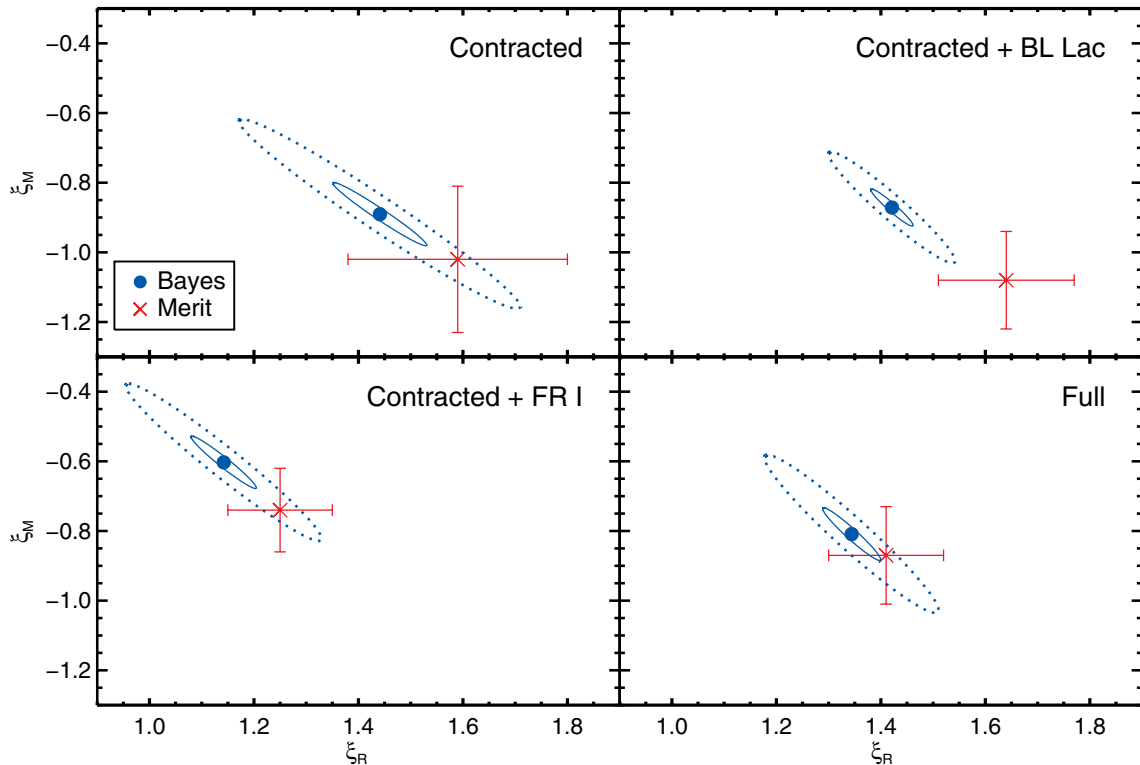 Contracted
Contracted + BL Lac
−0.4
−0.6
−0.8
−1.0
−1.2
ξM
Bayes
Merit
Contracted + FR I
Full
−0.4
−0.6
−0.8
−1.0
−1.2
ξM
1.0 1.2 1.4 1.6 1.8
1.0 1.2 1.4 1.6 1.8
ξR
ξR